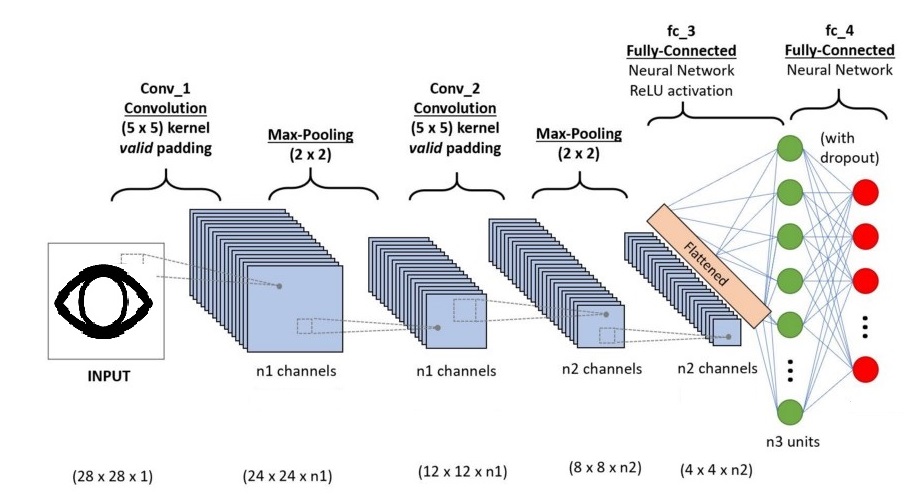 fc_3
Fully-Connected
Neural Network
ReLU activation
fc_4
Fully-Connected
Neural Network
Conv_1
Convolution
(5 x 5) kernel
valid padding
Max-Pooling
(2 x 2)
Conv_2
Convolution
(5 x 5) kernel
valid padding
Max-Pooling
(2 x 2)
(with
dropout)
Flattened
INPUT
n1 channels
n1 channels
n2 channels
n2 channels
n3 units
(28 x 28 x 1)
(24 x 24 x n1)
(12 x 12 x n1)
(8 x 8 x n2)
(4 x 4 x n2)